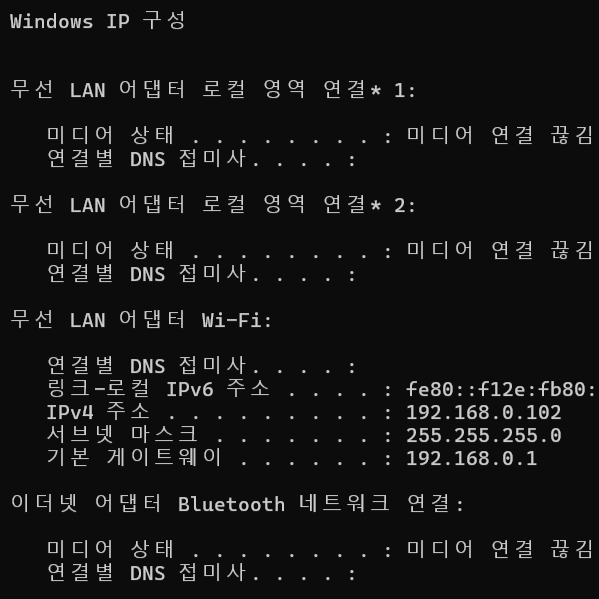 Windows IP 구성
무선 LAN 어댑터 로컬 영역 연결* 1:
미디어 상태 . . . . . . . . : 미디어 연결 끊김
연결별 DNS 접미사. . . . :
무선 LAN 어댑터 로컬 영역 연결* 2:
미디어 상태 . . . . . . . . : 미디어 연결 끊김
연결별 DNS 접미사. . . . :
무선 LAN 어댑터 Wi-Fi:
연결별 DNS 접미사. . . . :
링크-로컬 IPv6 주소 . . . . : fe80::f12e:fb80:
IPv4 주소 . . . . . . . . . : 192.168.0.102
서브넷 마스크 . . . . . . . : 255.255.255.0
기본 게이트웨이 . . . . . . : 192.168.0.1
이더넷 어댑터 Bluetooth 네트워크 연결:
미디어 상태 . . . . . . . . : 미디어 연결 끊김
연결별 DNS 접미사. . . . :